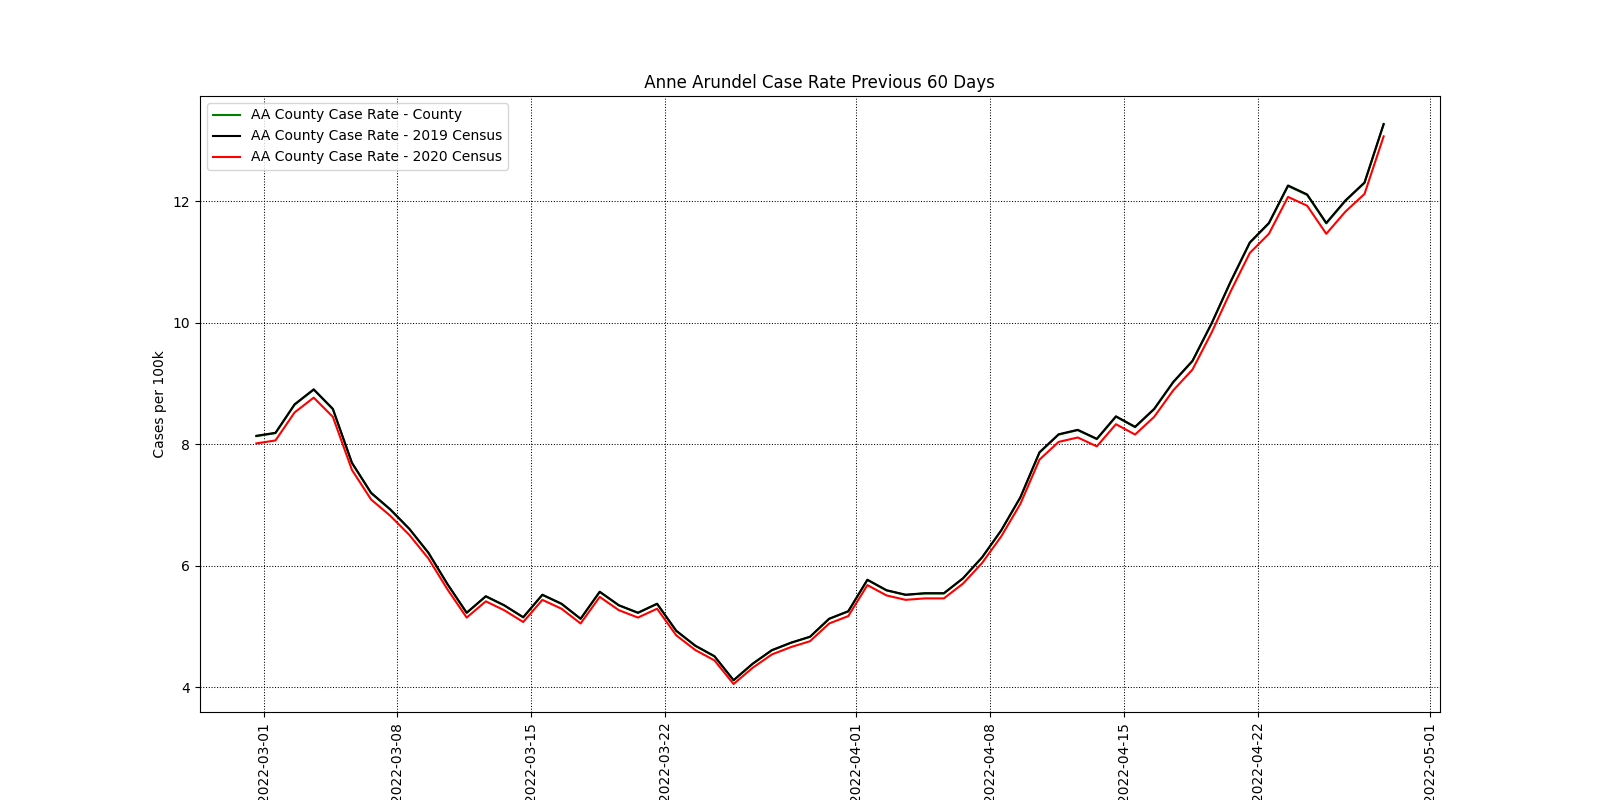 Anne Arundel Case Rate Previous 60 Days
AA County Case Rate - County
AA County Case Rate - 2019 Census
AA County Case Rate - 2020 Census
Cases per 100k
12
10
8
6
4
2022-03-01
2022-03-08
2022-03-15
2022-03-22
2022-04-01
2022-04-08
2022-04-15
2022-04-22
2022-05-01